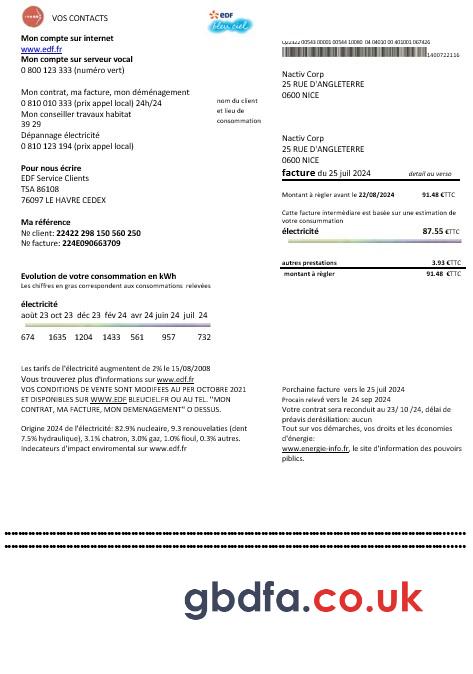 VOS CONTACTS
edf
bleu ciel
Mon compte sur internet
www.edf.fr
Mon compte sur serveur vocal
0 800 123 333 (numéro vert)
Mon contrat, ma facture, mon déménagement
0 810 010 333 (prix appel local) 24h/24
Mon conseiller travaux habitat
39 29
Dépannage électricité
0 810 123 194 (prix appel local)
nom du client
et lieu de
consommation
Pour nous écrire
EDF Service Clients
TSA 86108
76097 LE HAVRE CEDEX
Ma référence
№ client: 22422 298 150 560 250
№ facture: 224E090663709
1400722116
Nactiv Corp
25 RUE D'ANGLETERRE
0600 NICE
Nactiv Corp
25 RUE D'ANGLETERRE
0600 NICE
facture du 25 juil 2024 detail au verso
Montant à régler avant le 22/08/2024 91.48 €TTC
Catte facture intermèdiare est basée sur une estimation de
votre consummation
électricité 87.55 €TTC
autres prestations 3.93 €TTC
montant à règler 91.48 €TTC
Evolution de votre consommation en kWh
Les chiffres en gras correspondent aux consommations relevées
électricité
août 23 oct 23 déc 23 fév 24 avr 24 juin 24 juil 24
674 1635 1204 1433 561 957 732
Les tarifs de l'électricité augmentent de 2% le 15/08/2008
Vous trouverez plus d'informations sur www.edf.fr
VOS CONDITIONS DE VENTE SONT MODIFEES AU PER OCTOBRE 2021
ET DISPONIBLES SUR WWW.EDF BLEUCIEL.FR OU AU TEL. "MON
CONTRAT, MA FACTURE, MON DEMENAGEMENT" O DESSUS.
Origine 2024 de l'électricité: 82.9% nucleaire, 9.3 renouvelaties (dent
7.5% hydraulique), 3.1% chatron, 3.0% gaz, 1.0% fioul, 0.3% autres.
Indecateurs d'impact enviromental sur www.edf.fr
Porchaine facture vers le 25 juil 2024
Procain relevé vers le 24 sep 2024
Votre contrat sera reconduit au 23/ 10 /24, délai de
préavis derésiliation: aucun
Tout sur vos démarches, vos droits et les économies
d'énergie:
www.energie-info.fr, le site d'information des pouvoirs
piblics.
gbdfa.co.uk